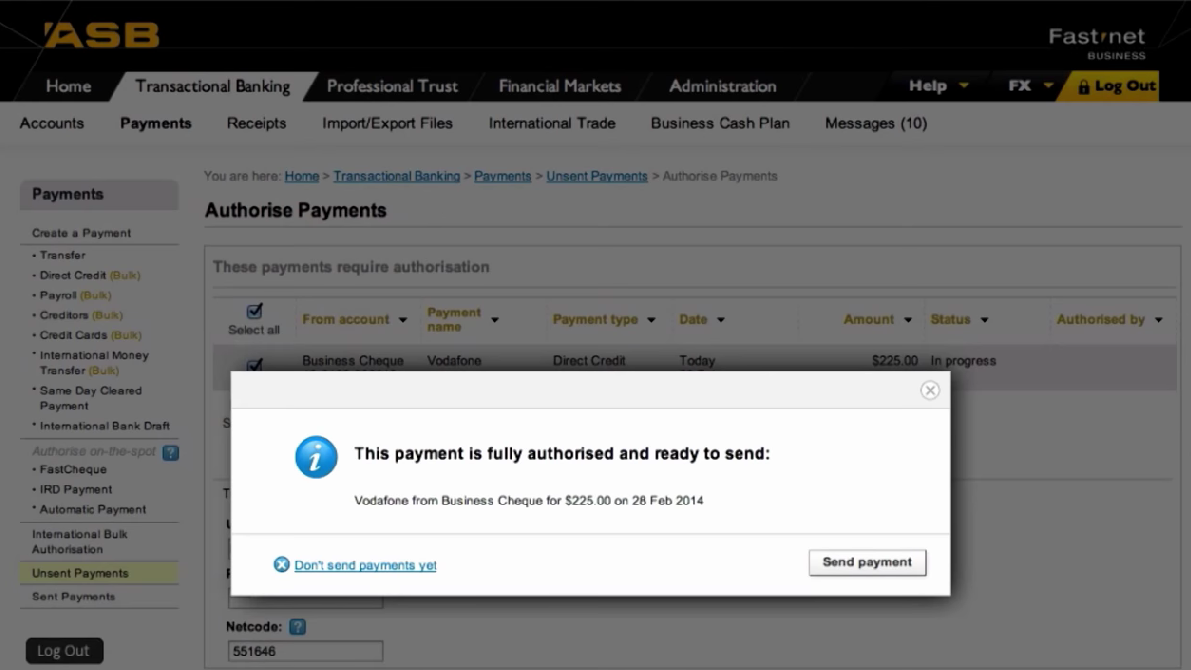 ASB
Fastnet
BUSINESS
Home Transactional Banking Professional Trust Financial Markets Administration Help FX Log Out
Accounts Payments Receipts Import/Export Files International Trade Business Cash Plan Messages (10)
You are here: Home > Transactional Banking > Payments > Unsent Payments > Authorise Payments
Payments
Authorise Payments
Create a Payment
• Transfer
• Direct Credit (Bulk)
• Payroll (Bulk)
• Creditors (Bulk)
• Credit Cards (Bulk)
• International Money
Transfer (Bulk)
• Same Day Cleared
Payment
• International Bank Draft
Authorise on-the-spot ?
• FastCheque
• IRD Payment
• Automatic Payment
International Bulk
Authorisation
Unsent Payments
Sent Payments
Log Out
These payments require authorisation
Select all From account Payment name Payment type Date Amount Status Authorised by
Business Cheque Vodafone Direct Credit Today $225.00 In progress
This payment is fully authorised and ready to send:
Vodafone from Business Cheque for $225.00 on 28 Feb 2014
Don't send payments yet Send payment
Netcode: ?
551646